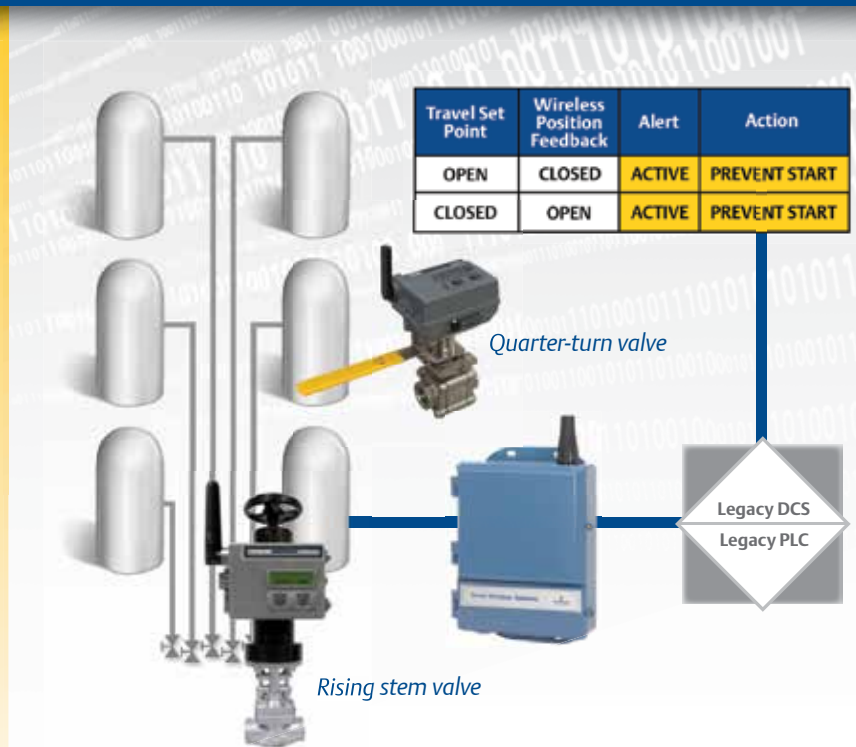 Travel Set Point
Wireless Position Feedback
Alert
Action
OPEN
CLOSED
ACTIVE
PREVENT START
CLOSED
OPEN
ACTIVE
PREVENT START
Quarter-turn valve
Legacy DCS
Legacy PLC
Rising stem valve